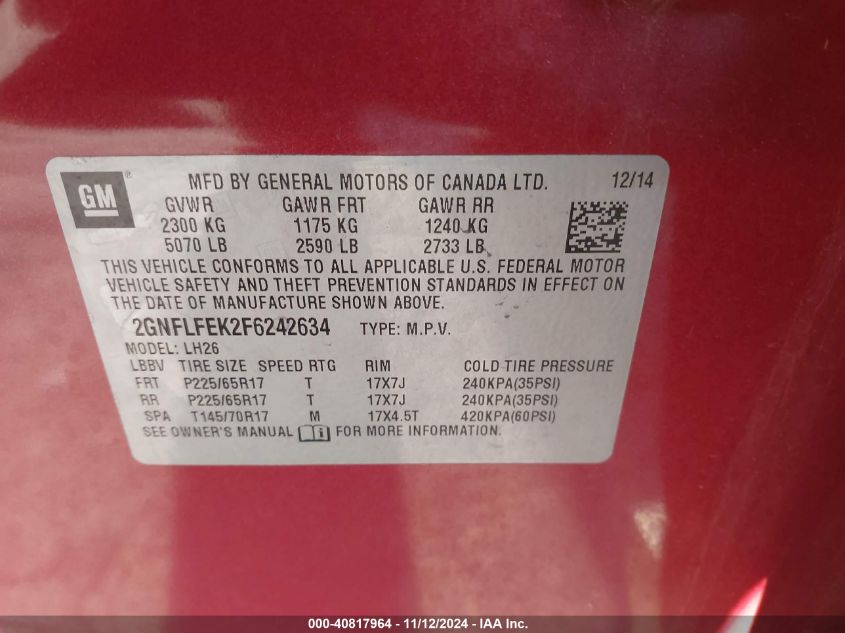 GM ® MFD BY GENERAL MOTORS OF CANADA LTD. 12/14
GVWR GAWR FRT GAWR RR
2300 KG 1175 KG 1240 KG
5070 LB 2590 LB 2733 LB
THIS VEHICLE CONFORMS TO ALL APPLICABLE U.S. FEDERAL MOTOR
VEHICLE SAFETY AND THEFT PREVENTION STANDARDS IN EFFECT ON
THE DATE OF MANUFACTURE SHOWN ABOVE.
2GNFLFEK2F6242634 TYPE: M.P.V.
MODEL: LH26
LBBV TIRE SIZE SPEED RTG RIM COLD TIRE PRESSURE
FRT P225/65R17 T 17X7J 240KPA(35PSI)
RR P225/65R17 T 17X7J 240KPA(35PSI)
SPA T145/70R17 M 17X4.5T 420KPA(60PSI)
SEE OWNER'S MANUAL FOR MORE INFORMATION.
000-40817964 - 11/12/2024 - IAA Inc.